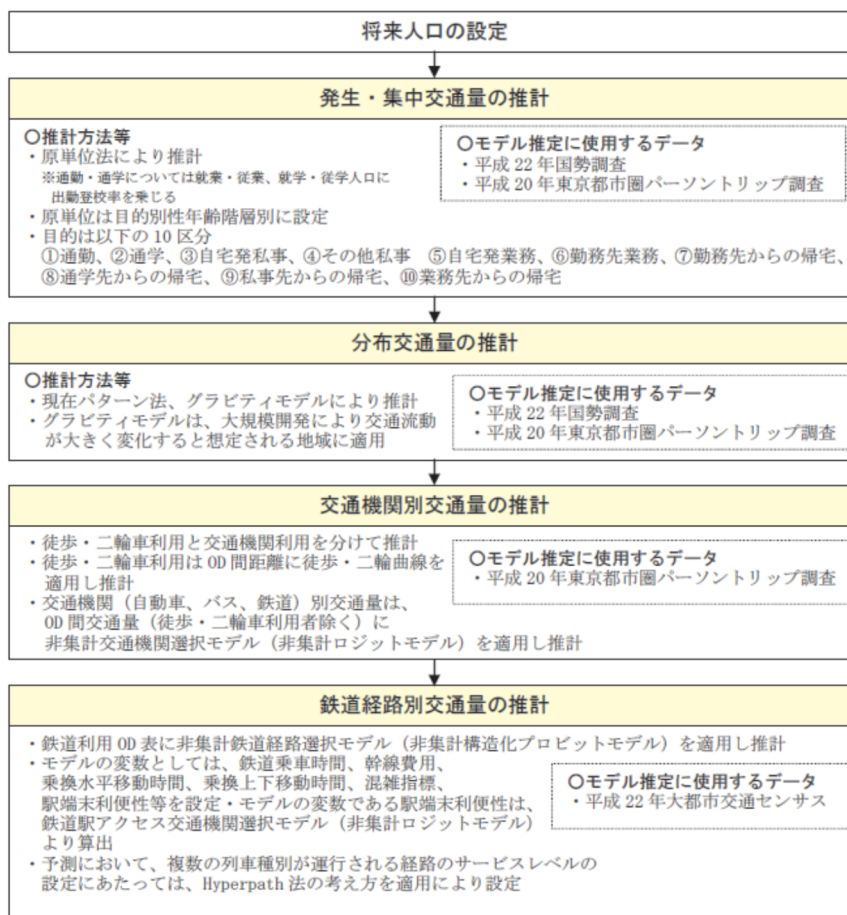 将来人口の設定
発生・集中交通量の推計
○推計方法等
・原単位法により推計
※通勤・通学については就業・従業、就学・従学人口に
出勤登校率を乗じる
・原単位は目的別性年齢階層別に設定
・目的は以下の 10 区分
①通勤、②通学、③自宅発私事、④その他私事 ⑤自宅発業務、⑥勤務先業務、⑦勤務先からの帰宅、
⑧通学先からの帰宅、⑨私事先からの帰宅、⑩業務先からの帰宅
○モデル推定に使用するデータ
・平成 22 年国勢調査
・平成 20 年東京都市圏パーソントリップ調査
分布交通量の推計
○推計方法等
・現在パターン法、グラビティモデルにより推計
・グラビティモデルは、大規模開発により交通流動
が大きく変化すると想定される地域に適用
○モデル推定に使用するデータ
・平成 22 年国勢調査
・平成 20 年東京都市圏パーソントリップ調査
交通機関別交通量の推計
・徒歩・二輪車利用と交通機関利用を分けて推計
・徒歩・二輪車利用は OD 間距離に徒歩・二輪曲線を
適用し推計
・交通機関（自動車、バス、鉄道）別交通量は、
OD 間交通量（徒歩・二輪車利用者除く）に
非集計交通機関選択モデル（非集計ロジットモデル）を適用し推計
○モデル推定に使用するデータ
・平成 20 年東京都市圏パーソントリップ調査
鉄道経路別交通量の推計
・鉄道利用 OD 表に非集計鉄道経路選択モデル（非集計構造化プロビットモデル）を適用し推計
・モデルの変数としては、鉄道乗車時間、幹線費用、
乗換水平移動時間、乗換上下移動時間、混雑指標、
駅端末利便性等を設定・モデルの変数である駅端末利便性は、
鉄道駅アクセス交通機関選択モデル（非集計ロジットモデル）
より算出
・予測において、複数の列車種別が運行される経路のサービスレベルの
設定にあたっては、Hyperpath 法の考え方を適用により設定
○モデル推定に使用するデータ
・平成 22 年大都市交通センサス